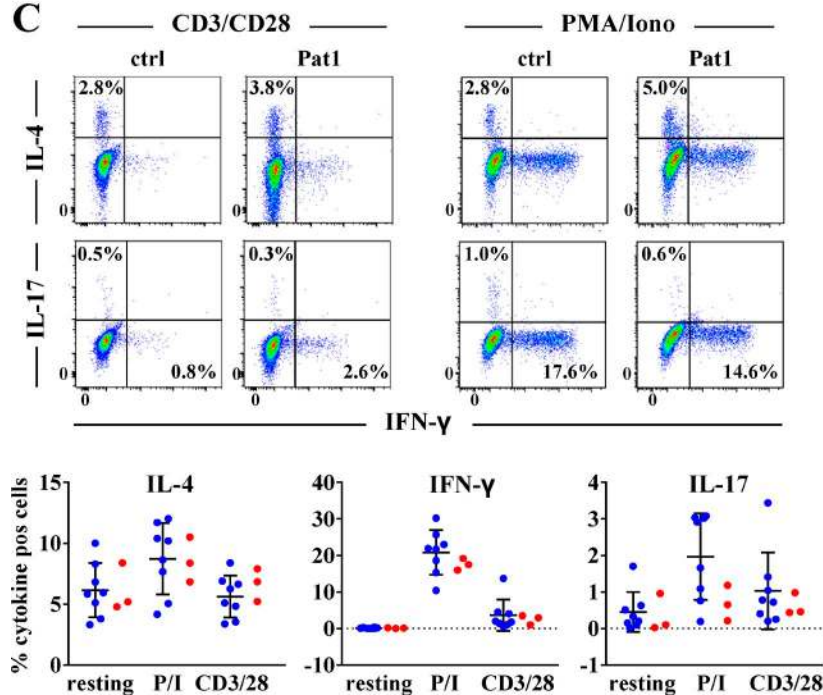 C
CD3/CD28 PMA/Iono
ctrl Pat1 ctrl Pat1
IL-4
2.8% 3.8% 2.8% 5.0%
0 0 0 0
IL-17
0.5% 0.3% 1.0% 0.6%
0.8% 2.6% 17.6% 14.6%
0 0 0 0
0 0 0 0
IFN-γ
% cytokine pos cells
IL-4
15
10
5
0
resting P/I CD3/28
IFN-γ
40
30
20
10
0
-10
resting P/I CD3/28
IL-17
4
3
2
1
0
-1
resting P/I CD3/28